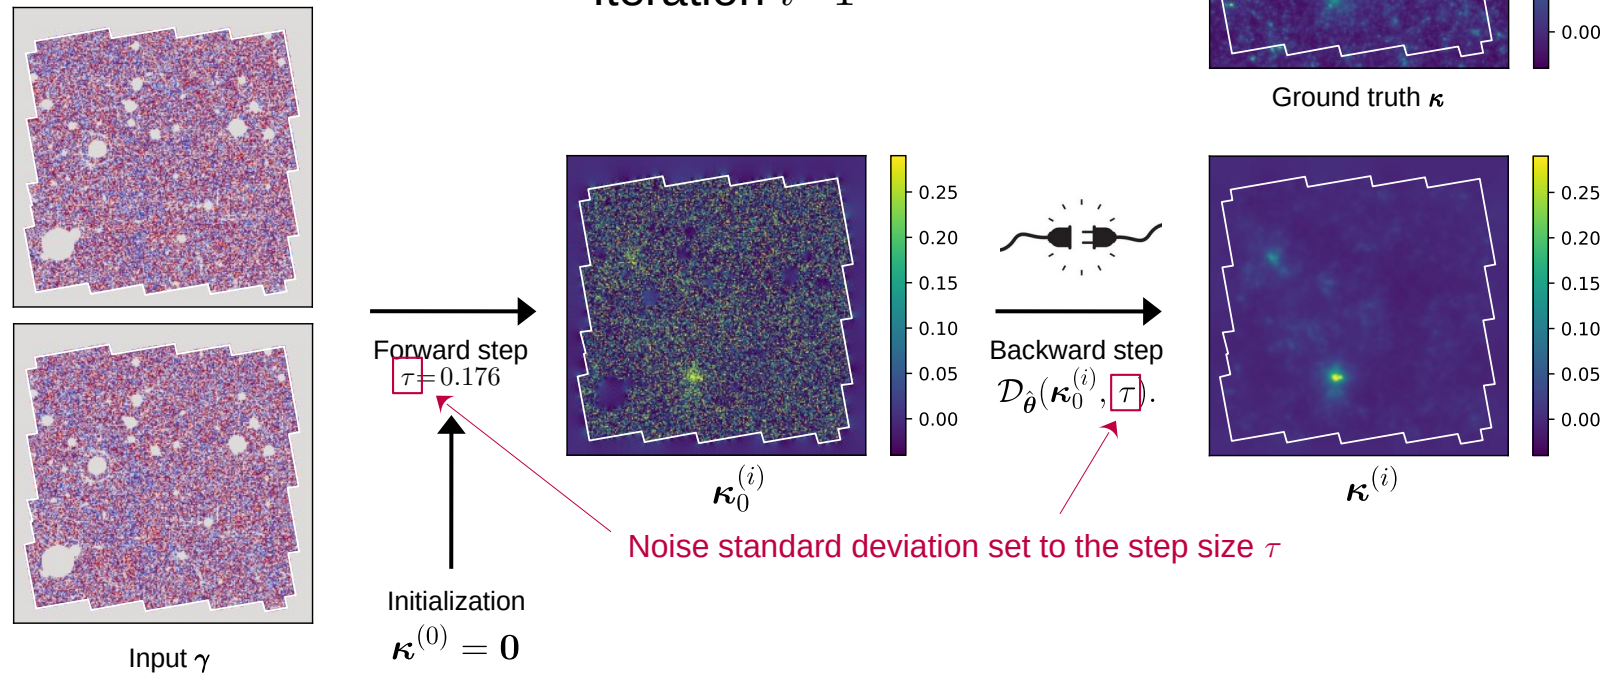 0.00
Ground truth κ
0.25
0.20
0.15
0.10
0.05
0.00
0.25
0.20
0.15
0.10
0.05
0.00
Forward step
τ = 0.176
Backward step
𝒟_θ̂(κ₀⁽ⁱ⁾, τ).
κ₀⁽ⁱ⁾
κ⁽ⁱ⁾
Noise standard deviation set to the step size τ
Initialization
κ⁽⁰⁾ = 0
Input γ